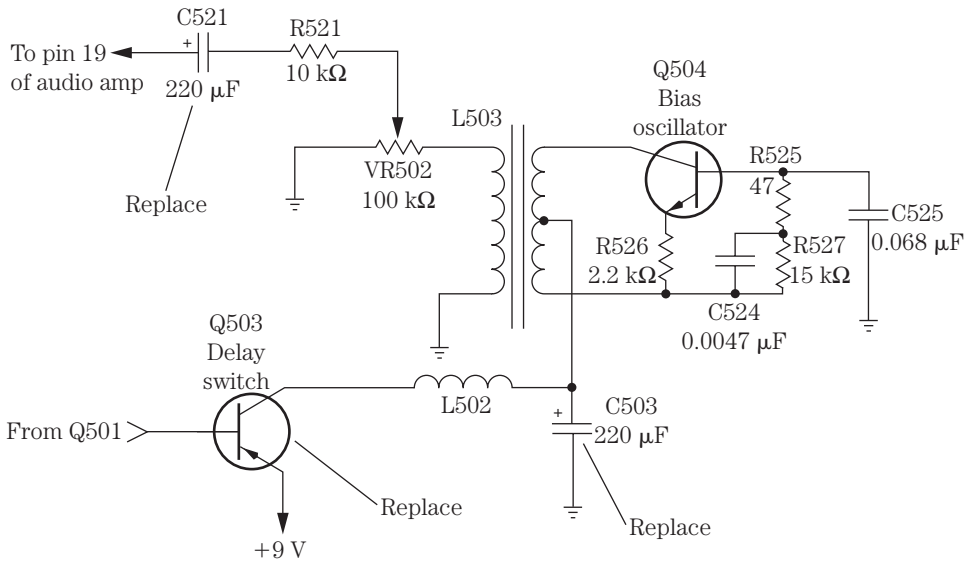 C521
R521
To pin 19
of audio amp
+
10 kΩ
220 μF
Q504
Bias
oscillator
L503
VR502
100 kΩ
Replace
R525
47
C525
0.068 μF
R526
2.2 kΩ
R527
15 kΩ
C524
0.0047 μF
Q503
Delay
switch
L502
From Q501
+
C503
220 μF
Replace
Replace
+9 V